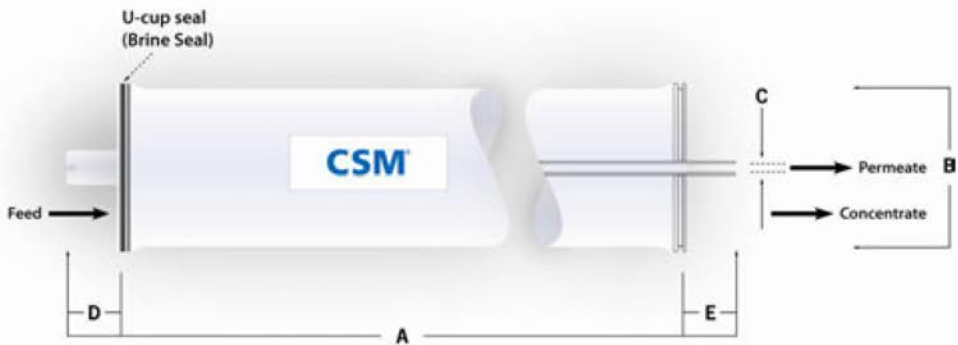 U-cup seal
(Brine Seal)
CSM
C
B
Permeate
Feed
Concentrate
D
A
E